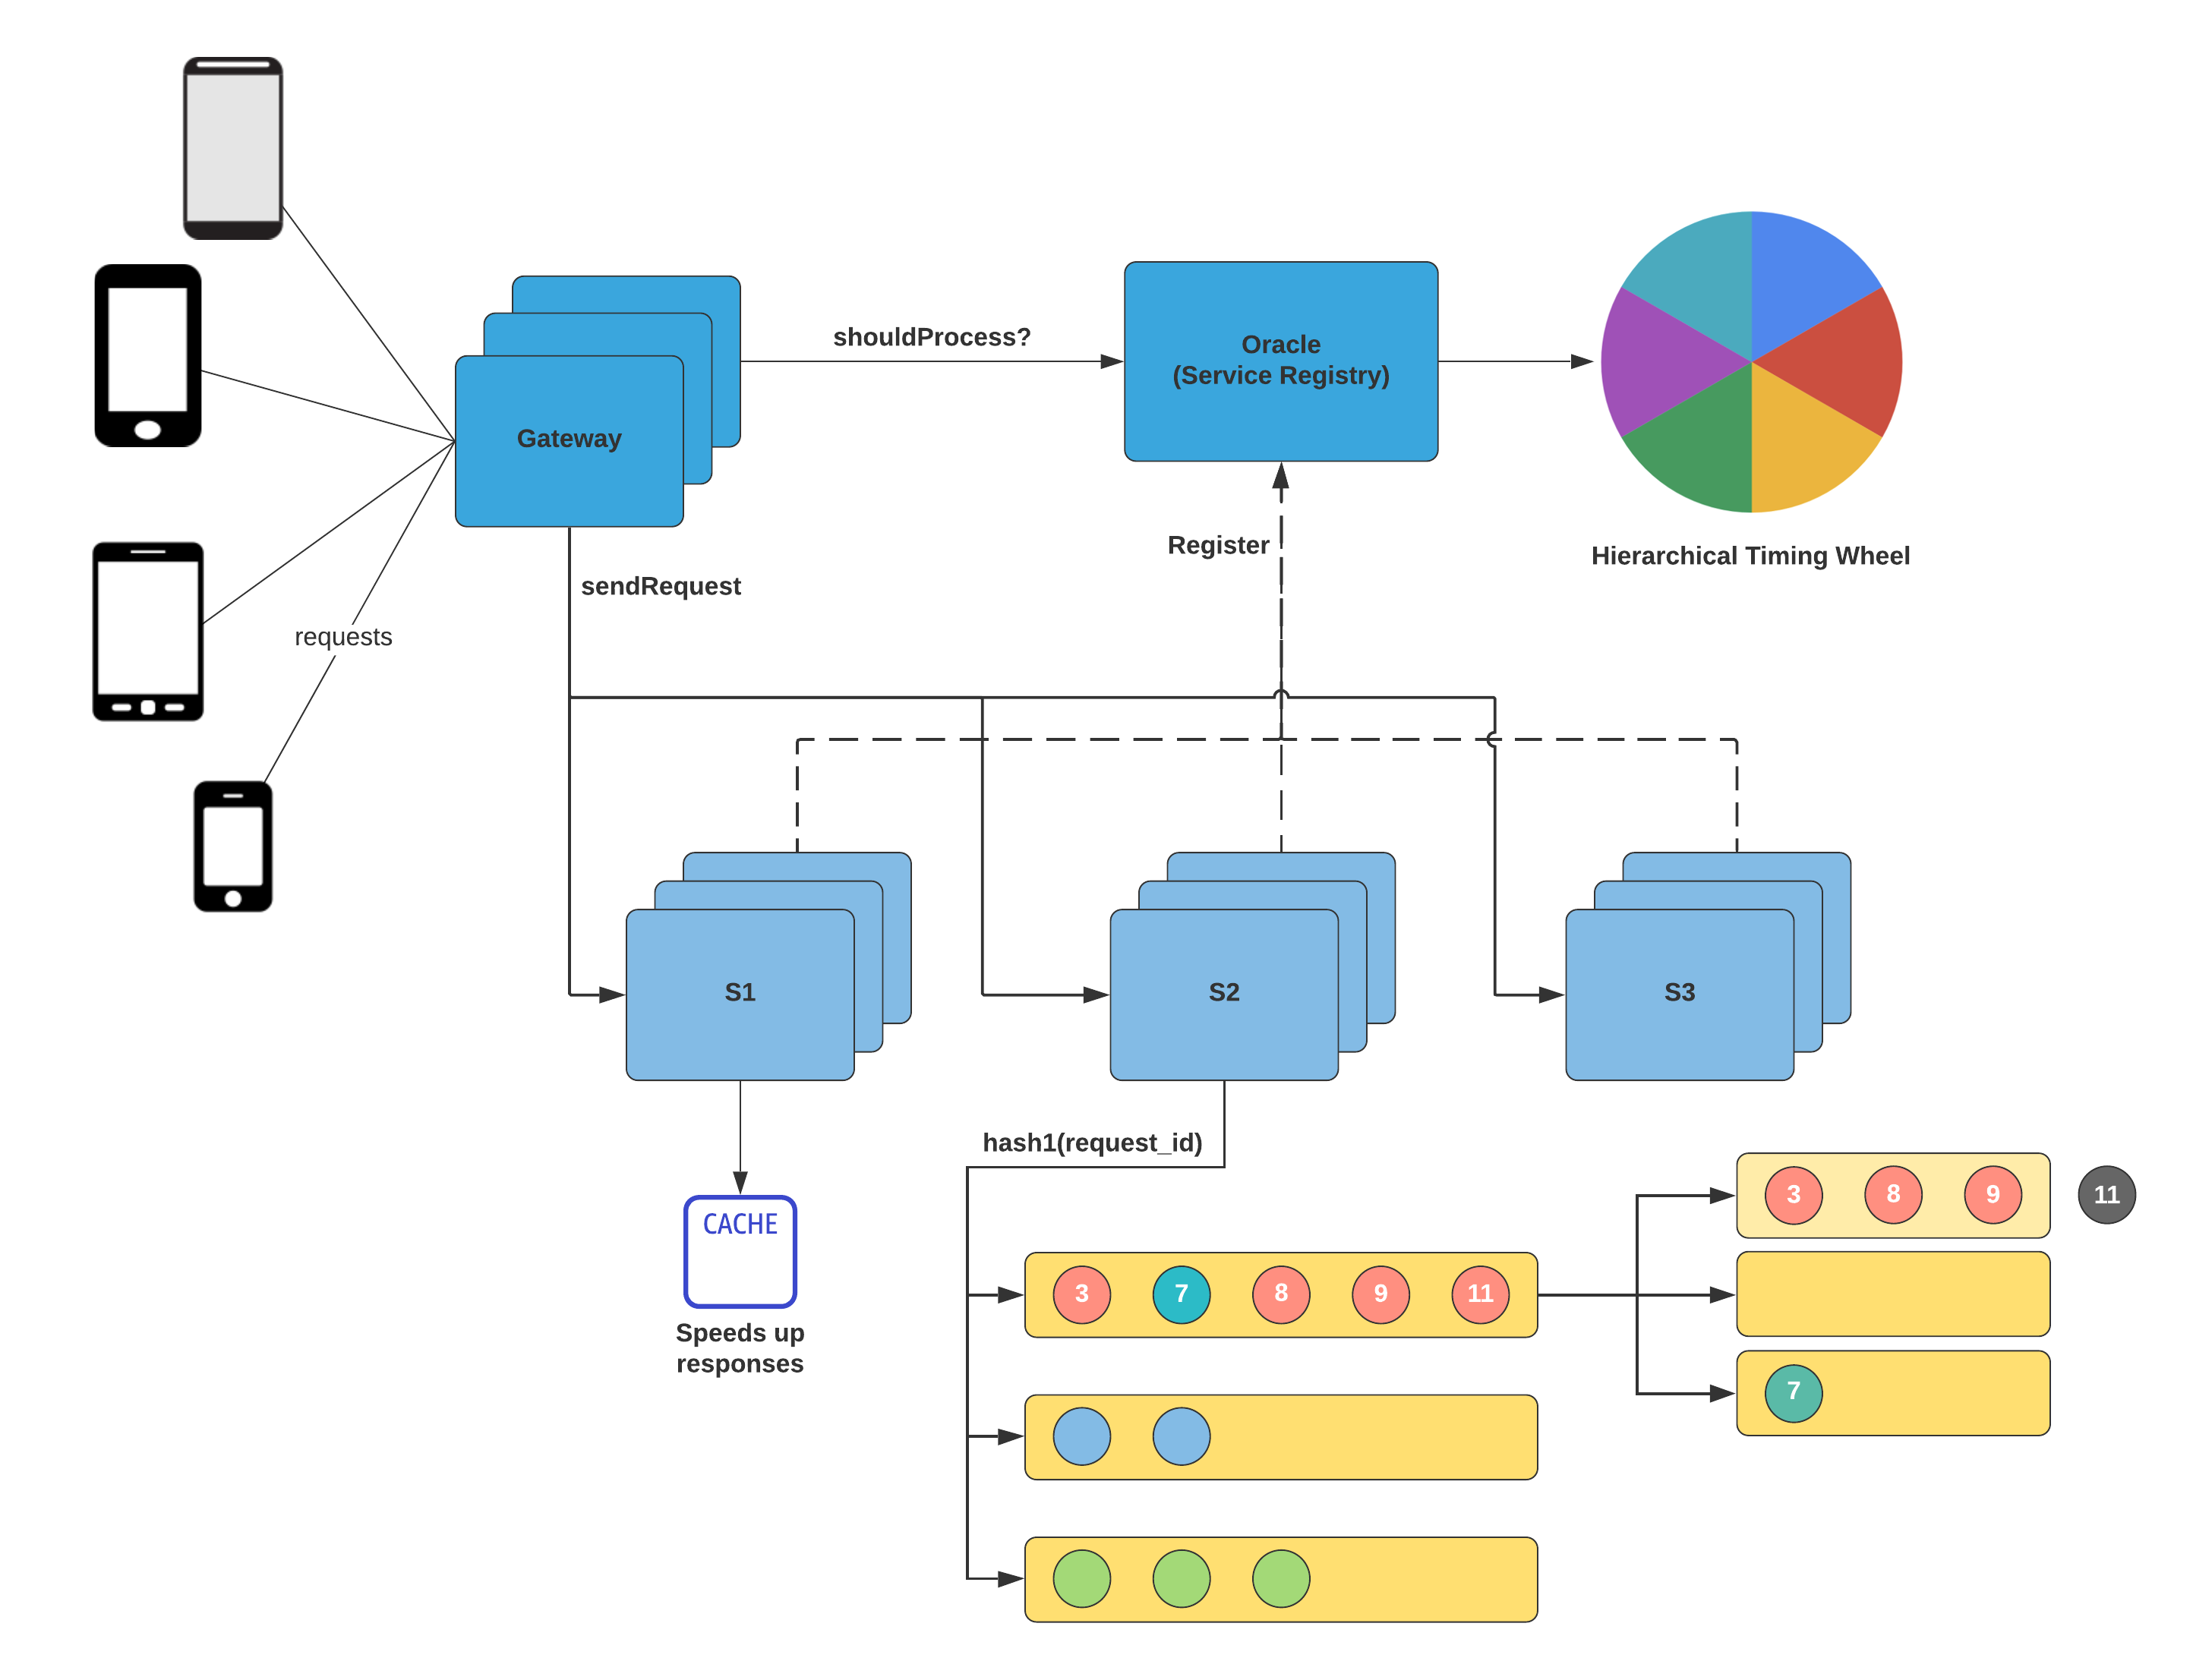 shouldProcess?
Oracle
(Service Registry)
Gateway
Register
Hierarchical Timing Wheel
sendRequest
requests
S1
S2
S3
hash1(request_id)
CACHE
Speeds up
responses
3 7 8 9 11
3 8 9 11
7